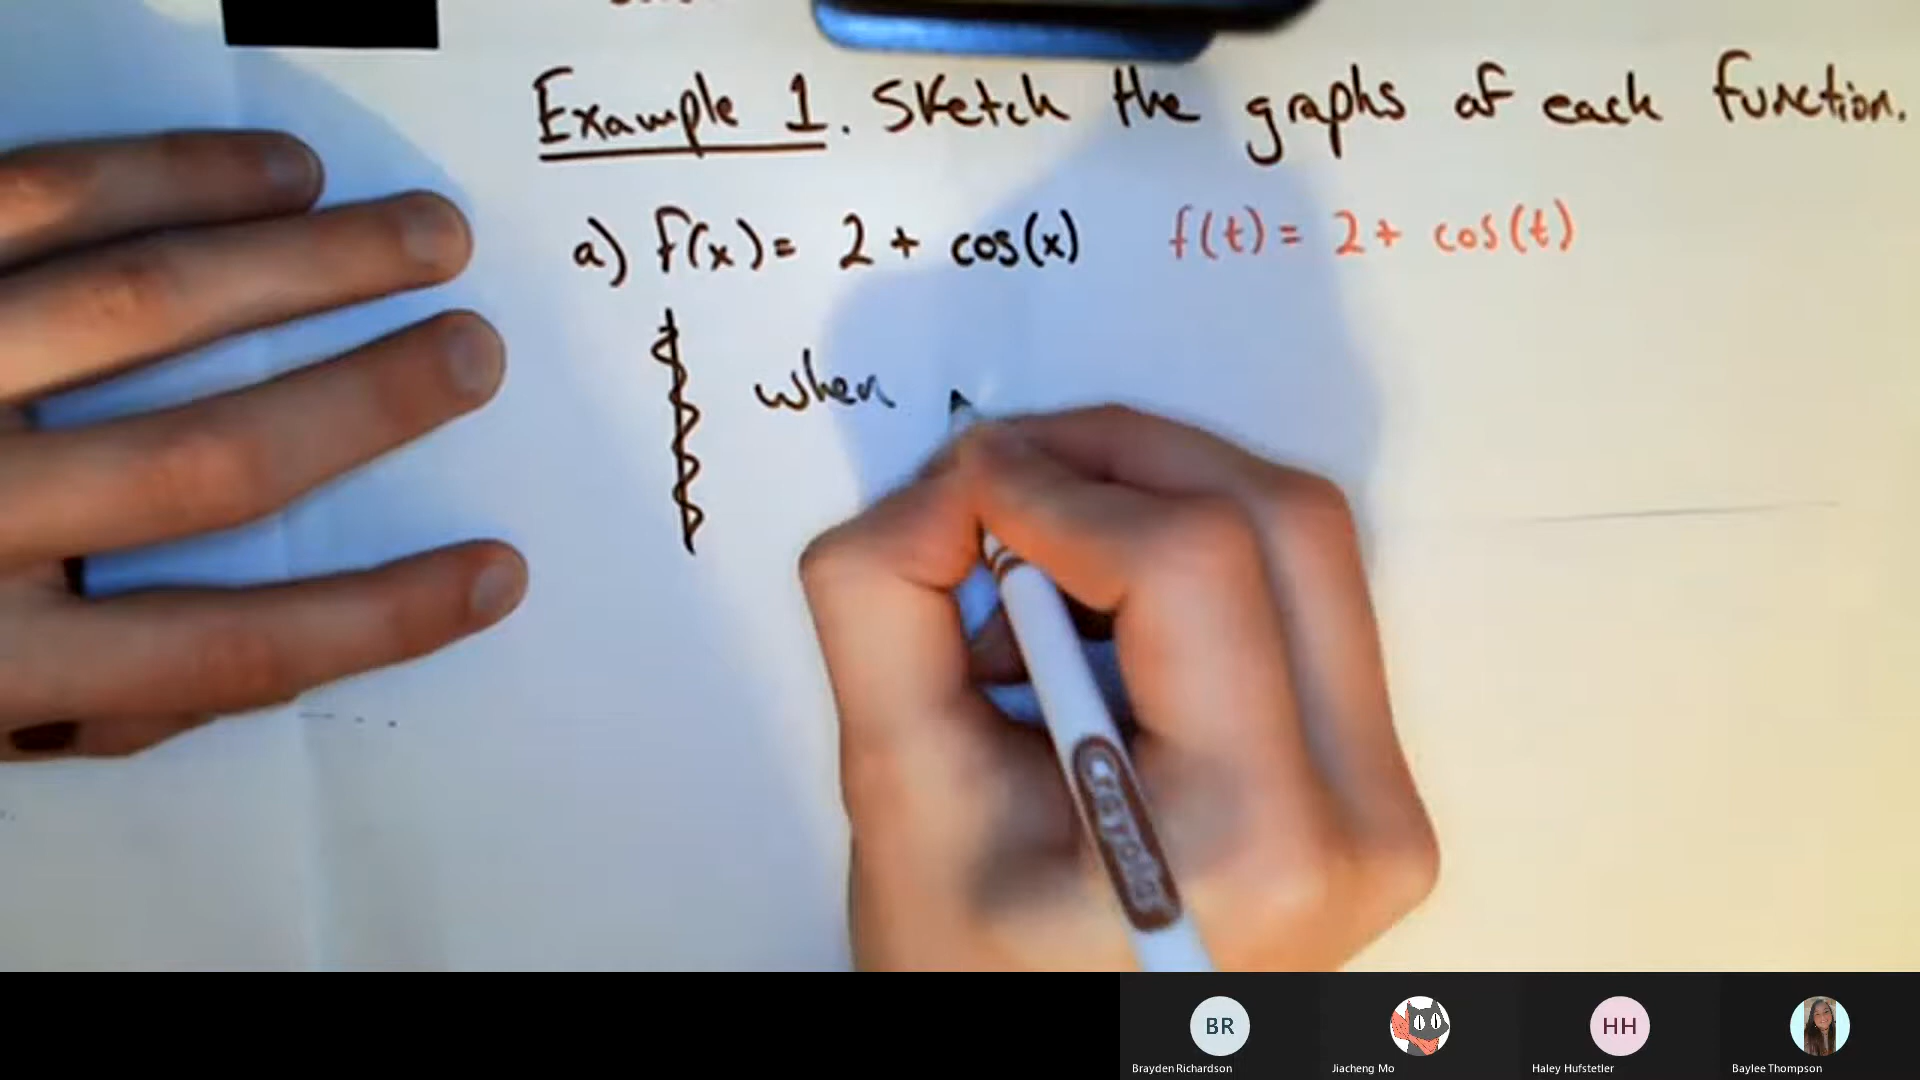 Example 1. Sketch the graphs of each function.
a) f(x) = 2 + cos(x) f(t) = 2 + cos(t)
when
Crayola
BR
HH
Brayden Richardson
Jiacheng Mo
Haley Hufstetler
Baylee Thompson